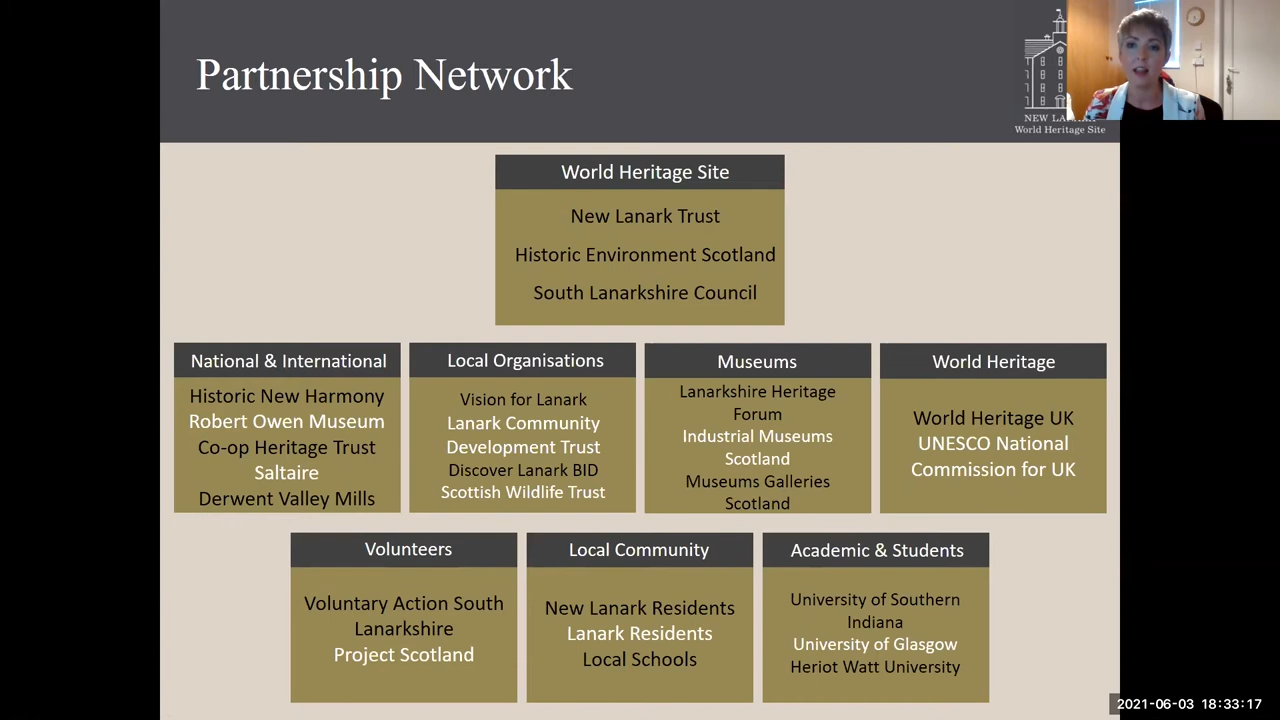 Partnership Network
NEW LA
World Heritage Site
World Heritage Site
New Lanark Trust
Historic Environment Scotland
South Lanarkshire Council
National & International
Historic New Harmony
Robert Owen Museum
Co-op Heritage Trust
Saltaire
Derwent Valley Mills
Local Organisations
Vision for Lanark
Lanark Community
Development Trust
Discover Lanark BID
Scottish Wildlife Trust
Museums
Lanarkshire Heritage
Forum
Industrial Museums
Scotland
Museums Galleries
Scotland
World Heritage
World Heritage UK
UNESCO National
Commission for UK
Volunteers
Voluntary Action South
Lanarkshire
Project Scotland
Local Community
New Lanark Residents
Lanark Residents
Local Schools
Academic & Students
University of Southern
Indiana
University of Glasgow
Heriot Watt University
2021-06-03 18:33:17